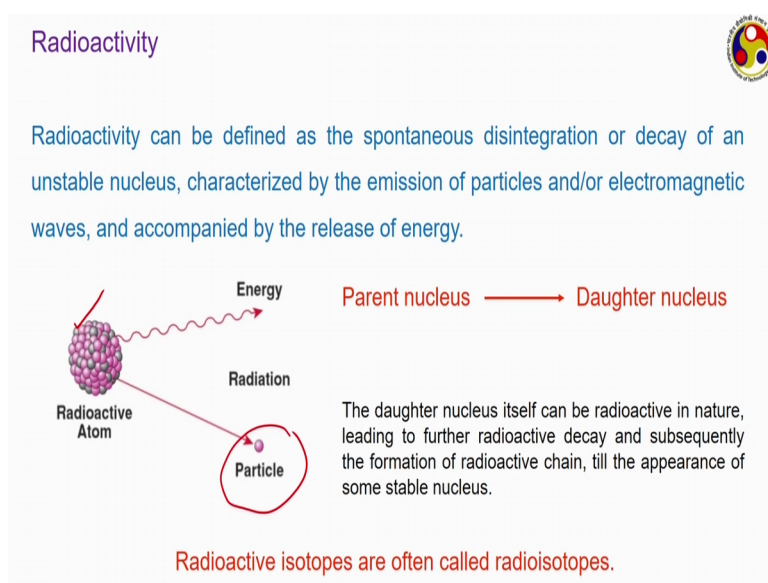 Radioactivity
Radioactivity can be defined as the spontaneous disintegration or decay of an
unstable nucleus, characterized by the emission of particles and/or electromagnetic
waves, and accompanied by the release of energy.
Energy
Parent nucleus
Daughter nucleus
Radiation
Radioactive
Atom
Particle
The daughter nucleus itself can be radioactive in nature,
leading to further radioactive decay and subsequently
the formation of radioactive chain, till the appearance of
some stable nucleus.
Radioactive isotopes are often called radioisotopes.